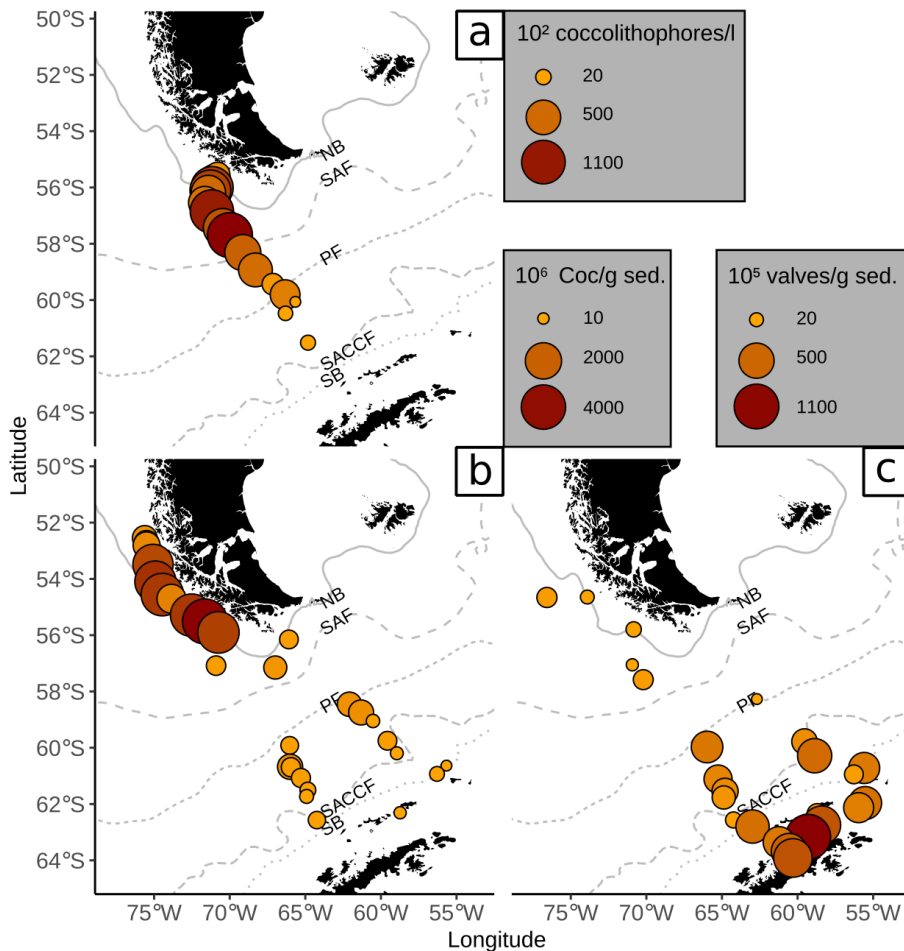 50°S
52°S
54°S
56°S
58°S
60°S
62°S
64°S
a
NB
SAF
PF
SACCF
SB
10² coccolithophores/l
20
500
1100
10⁶ Coc/g sed.
10
2000
4000
10⁵ valves/g sed.
20
500
1100
Latitude
50°S
52°S
54°S
56°S
58°S
60°S
62°S
64°S
b
NB
SAF
PF
SACCF
SB
75°W 70°W 65°W 60°W 55°W
c
NB
SAF
PF
SACCF
75°W 70°W 65°W 60°W 55°W
Longitude